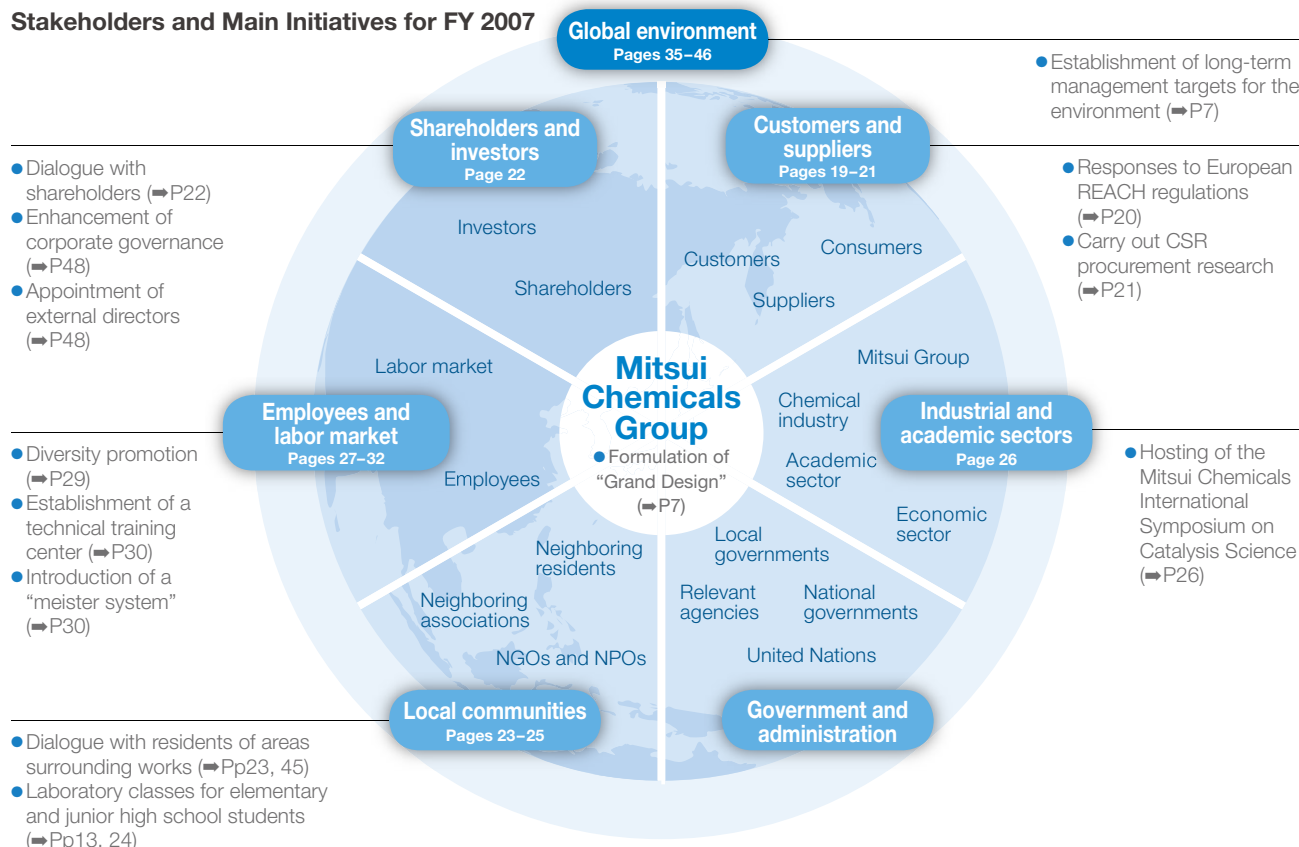 Stakeholders and Main Initiatives for FY 2007
Global environment
Pages 35–46
● Establishment of long-term
management targets for the
environment (➡P7)
Shareholders and
investors
Page 22
● Dialogue with
shareholders (➡P22)
● Enhancement of
corporate governance
(➡P48)
● Appointment of
external directors
(➡P48)
Investors
Shareholders
Customers and
suppliers
Pages 19–21
● Responses to European
REACH regulations
(➡P20)
● Carry out CSR
procurement research
(➡P21)
Customers
Consumers
Suppliers
Mitsui
Chemicals
Group
● Formulation of
“Grand Design”
(➡P7)
Labor market
Employees and
labor market
Pages 27–32
Employees
● Diversity promotion
(➡P29)
● Establishment of a
technical training
center (➡P30)
● Introduction of a
“meister system”
(➡P30)
Mitsui Group
Chemical
industry
Industrial and
academic sectors
Page 26
Academic
sector
Economic
sector
● Hosting of the
Mitsui Chemicals
International
Symposium on
Catalysis Science
(➡P26)
Neighboring
residents
Neighboring
associations
NGOs and NPOs
Local communities
Pages 23–25
● Dialogue with residents of areas
surrounding works (➡Pp23, 45)
● Laboratory classes for elementary
and junior high school students
(➡Pp13, 24)
Local
governments
Relevant
agencies
National
governments
United Nations
Government and
administration